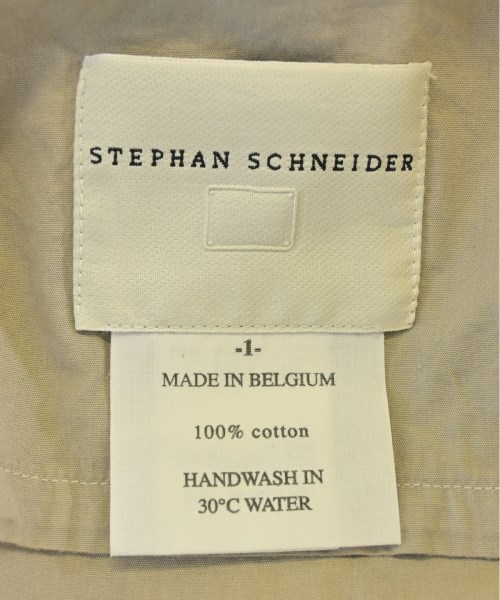 STEPHAN SCHNEIDER
-1-
MADE IN BELGIUM
100% cotton
HANDWASH IN
30°C WATER